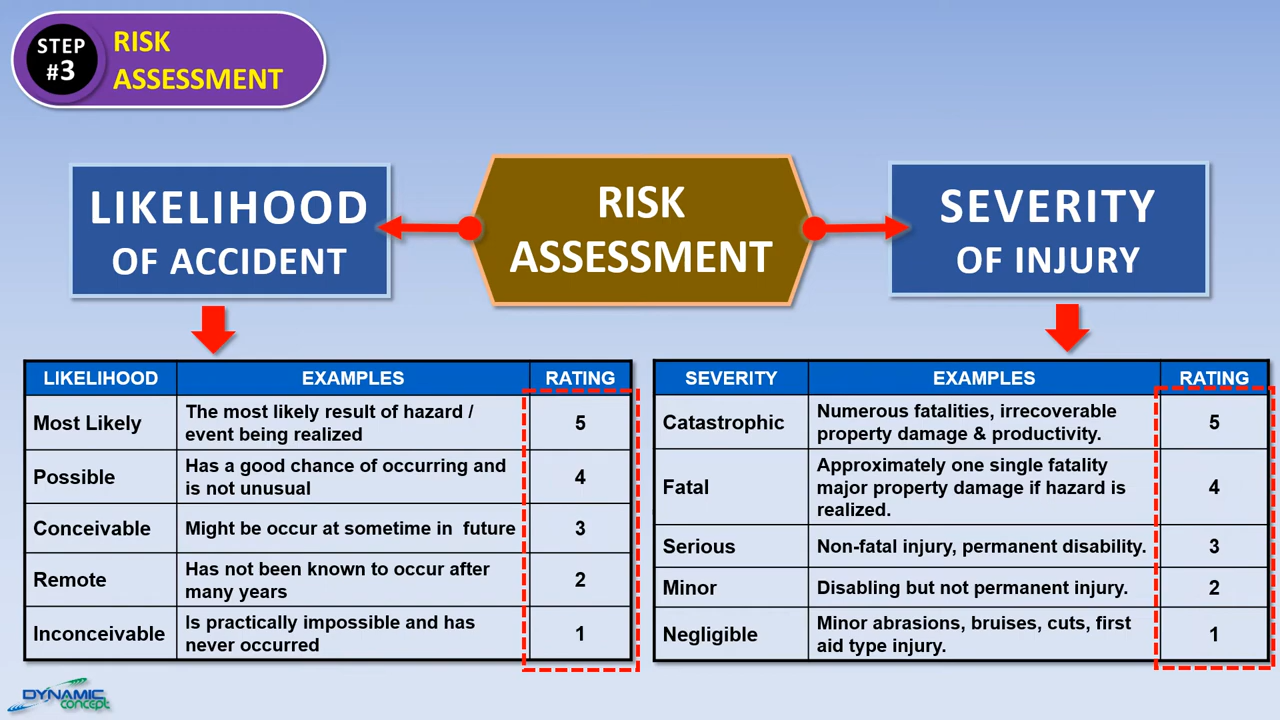 STEP
#3
RISK
ASSESSMENT
LIKELIHOOD
OF ACCIDENT
RISK
ASSESSMENT
SEVERITY
OF INJURY
LIKELIHOOD EXAMPLES RATING
Most Likely The most likely result of hazard /
event being realized 5
Possible Has a good chance of occurring and
is not unusual 4
Conceivable Might be occur at sometime in future 3
Remote Has not been known to occur after
many years 2
Inconceivable Is practically impossible and has
never occurred 1
SEVERITY EXAMPLES RATING
Catastrophic Numerous fatalities, irrecoverable
property damage & productivity. 5
Fatal Approximately one single fatality
major property damage if hazard is
realized. 4
Serious Non-fatal injury, permanent disability. 3
Minor Disabling but not permanent injury. 2
Negligible Minor abrasions, bruises, cuts, first
aid type injury. 1
DYNAMIC
concept